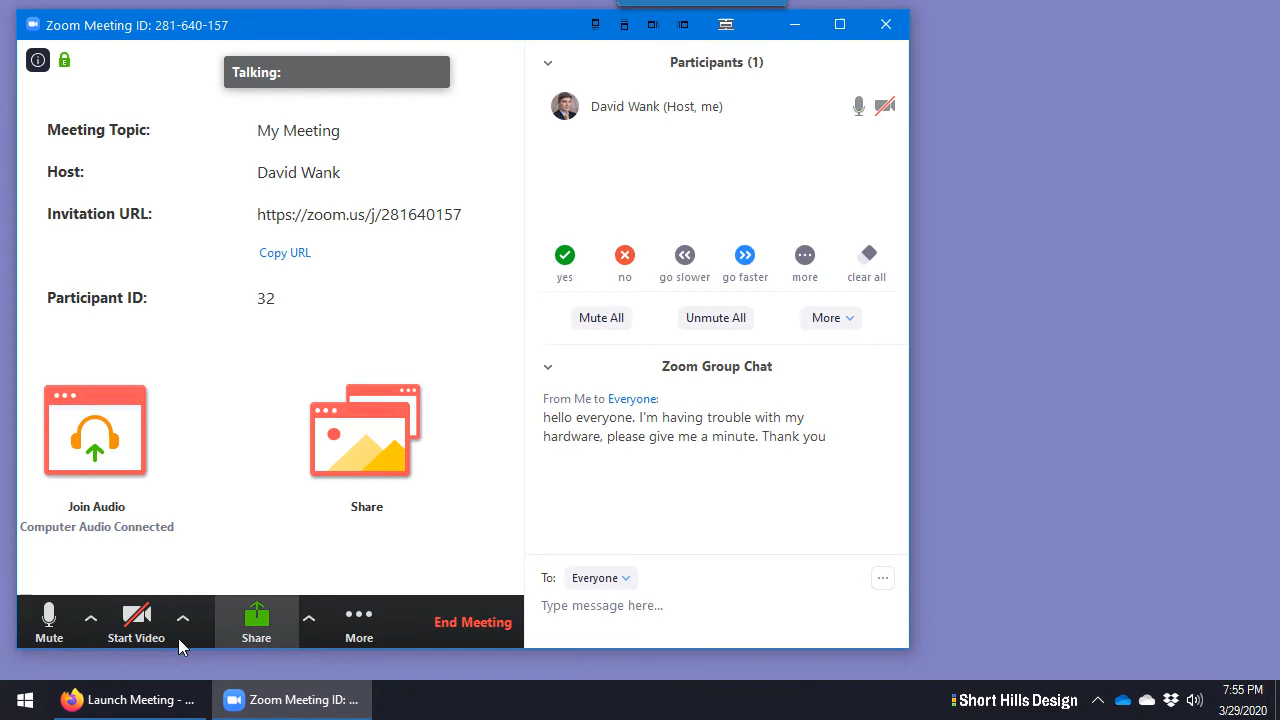 Zoom Meeting ID: 281-640-157
Talking:
Meeting Topic: My Meeting
Host: David Wank
Invitation URL: https://zoom.us/j/281640157
Copy URL
Participant ID: 32
Join Audio
Computer Audio Connected
Share
Mute
Start Video
Share
More
End Meeting
Participants (1)
David Wank (Host, me)
yes no go slower go faster more clear all
Mute All Unmute All More
Zoom Group Chat
From Me to Everyone:
hello everyone. I'm having trouble with my
hardware, please give me a minute. Thank you
To: Everyone
Type message here...
Launch Meeting - ...
Zoom Meeting ID: ...
Short Hills Design
7:55 PM
3/29/2020